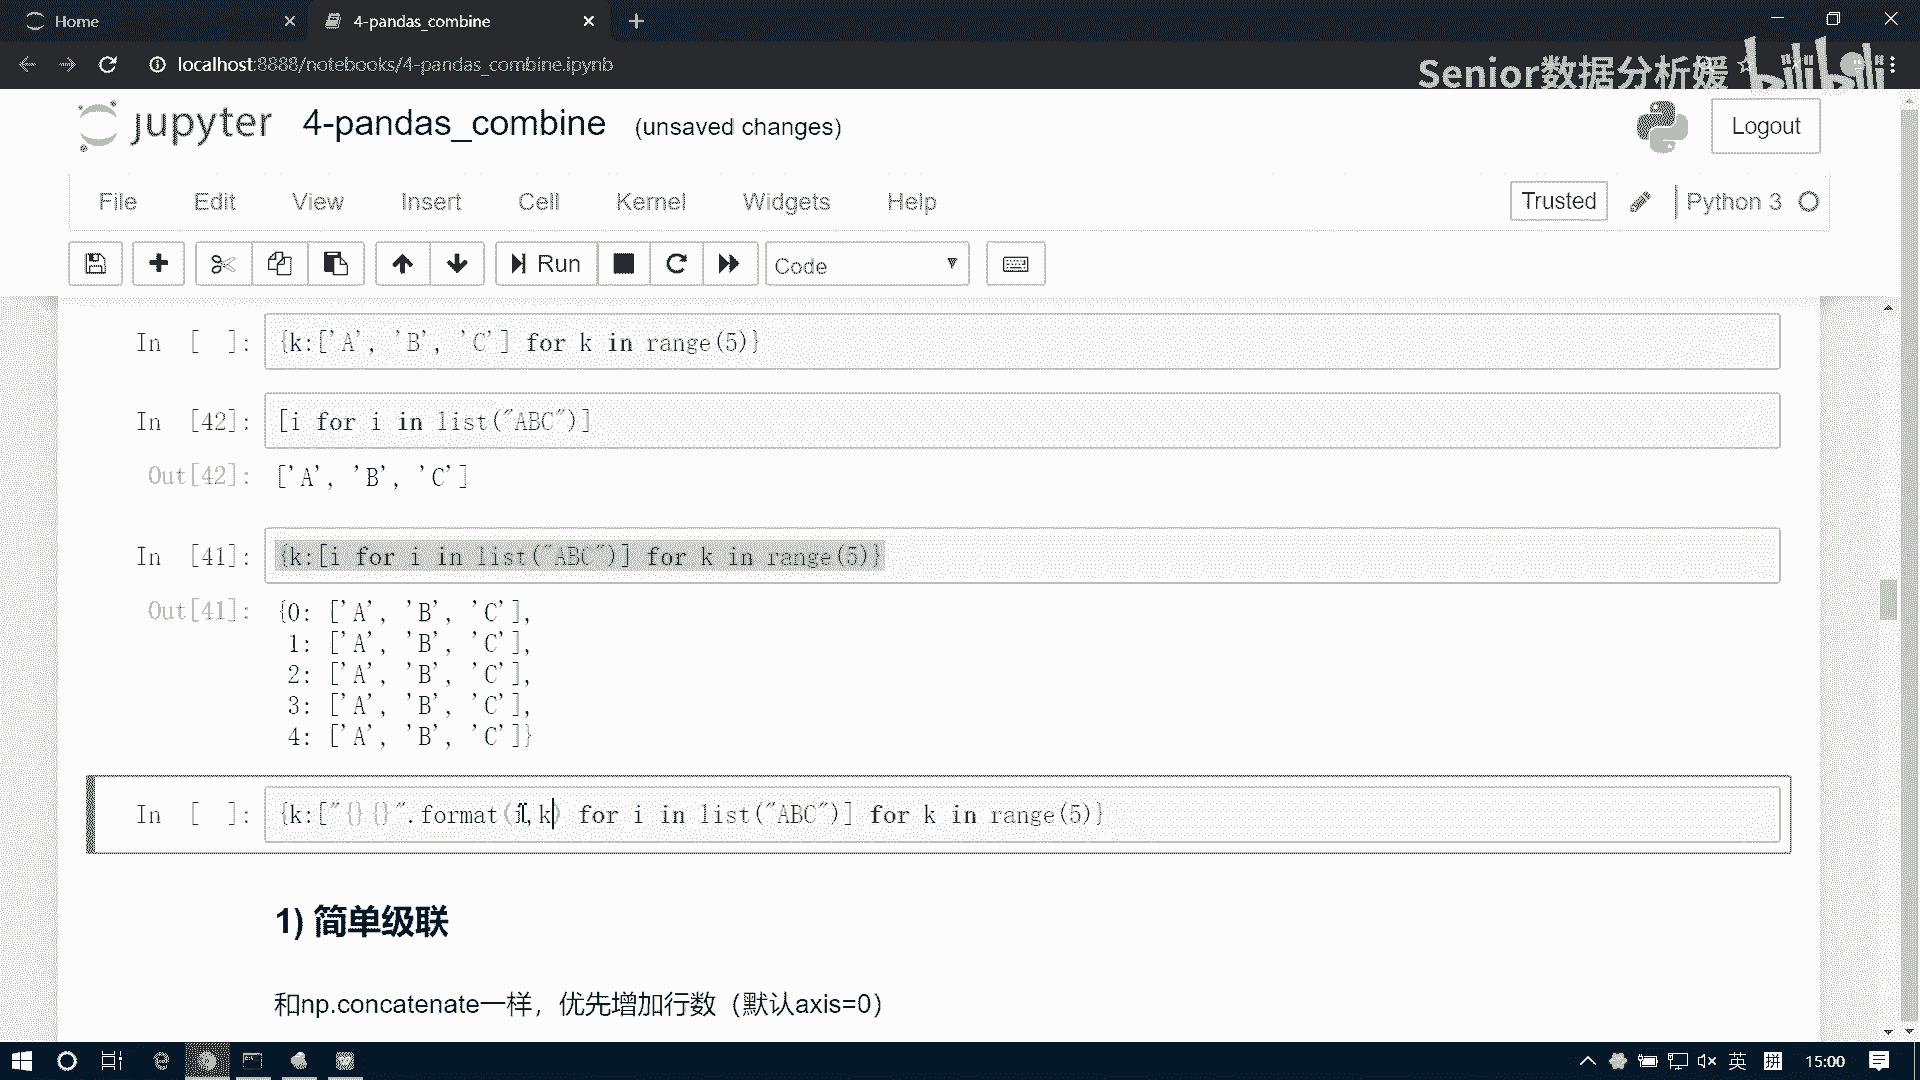 Home
4-pandas_combine
localhost:8888/notebooks/4-pandas_combine.ipynb
Senior数据分析媛
bilibili
jupyter 4-pandas_combine (unsaved changes)
Logout
File Edit View Insert Cell Kernel Widgets Help
Trusted Python 3
Run Code
In [ ]: {k:['A', 'B', 'C'] for k in range(5)}
In [42]: [i for i in list("ABC")]
Out[42]: ['A', 'B', 'C']
In [41]: {k:[i for i in list("ABC")] for k in range(5)}
Out[41]: {0: ['A', 'B', 'C'],
1: ['A', 'B', 'C'],
2: ['A', 'B', 'C'],
3: ['A', 'B', 'C'],
4: ['A', 'B', 'C']}
In [ ]: {k:["{}{}".format(i,k) for i in list("ABC")] for k in range(5)}
1) 简单级联
和np.concatenate一样，优先增加行数（默认axis=0）
英 拼 15:00